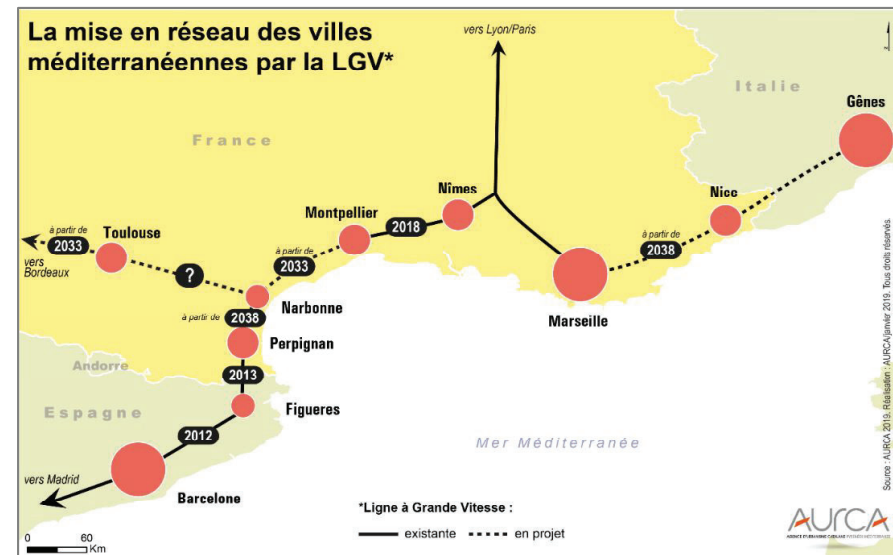 La mise en réseau des villes
méditerranéennes par la LGV*
vers Lyon/Paris
Italie
Gênes
France
Nice
Nîmes
Montpellier
2018
à partir de
2038
à partir de
2033
Toulouse
à partir de
2033
vers
Bordeaux
?
Narbonne
Marseille
à partir de
2038
Perpignan
Andorre
2013
Espagne
Figueres
2012
Mer Méditerranée
vers Madrid
Barcelone
*Ligne à Grande Vitesse :
existante
en projet
0 60
Km
Source : AURCA 2019. Réalisation : AURCA/janvier 2019. Tous droits réservés.
AURCA